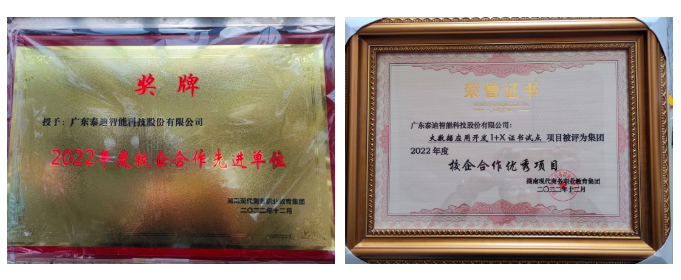 奖牌
授予：广东泰迪智能科技股份有限公司
2022年度校企合作先进单位
湖南现代商务职业教育集团
二〇二二年十二月
荣誉证书
广东泰迪智能科技股份有限公司：
大数据应用开发1+X证书试点 项目被评为集团
2022年度
校企合作优秀项目
湖南现代商务职业教育集团
二〇二二年十二月